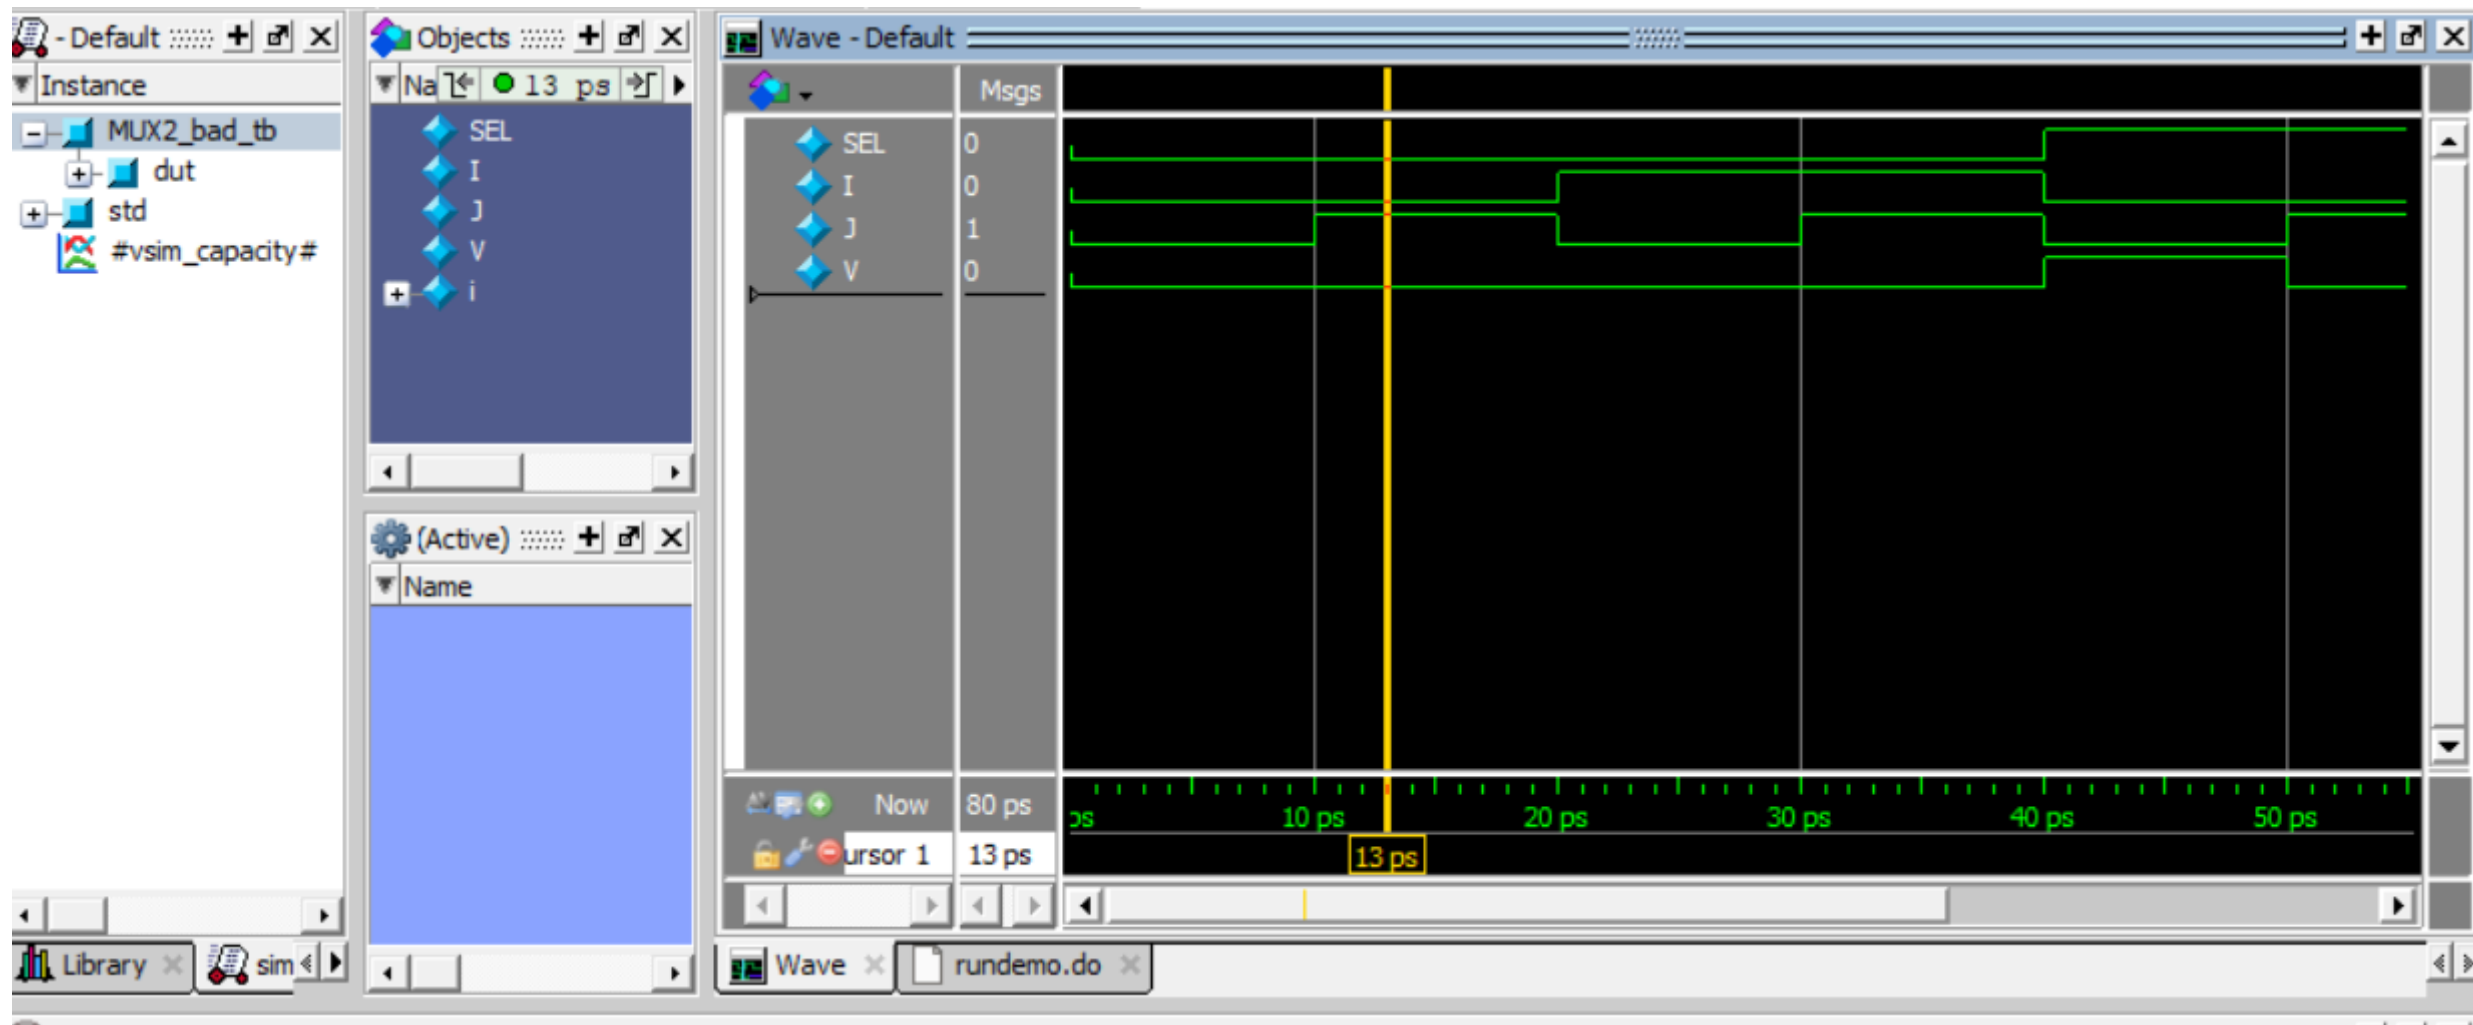 - Default
Instance
MUX2_bad_tb
dut
std
#vsim_capacity#
Library
sim
Objects
Na 13 ps
SEL
I
J
V
i
(Active)
Name
Wave - Default
Msgs
SEL 0
I 0
J 1
V 0
Now 80 ps
ps 10 ps 20 ps 30 ps 40 ps 50 ps
ursor 1 13 ps
13 ps
Wave
rundemo.do